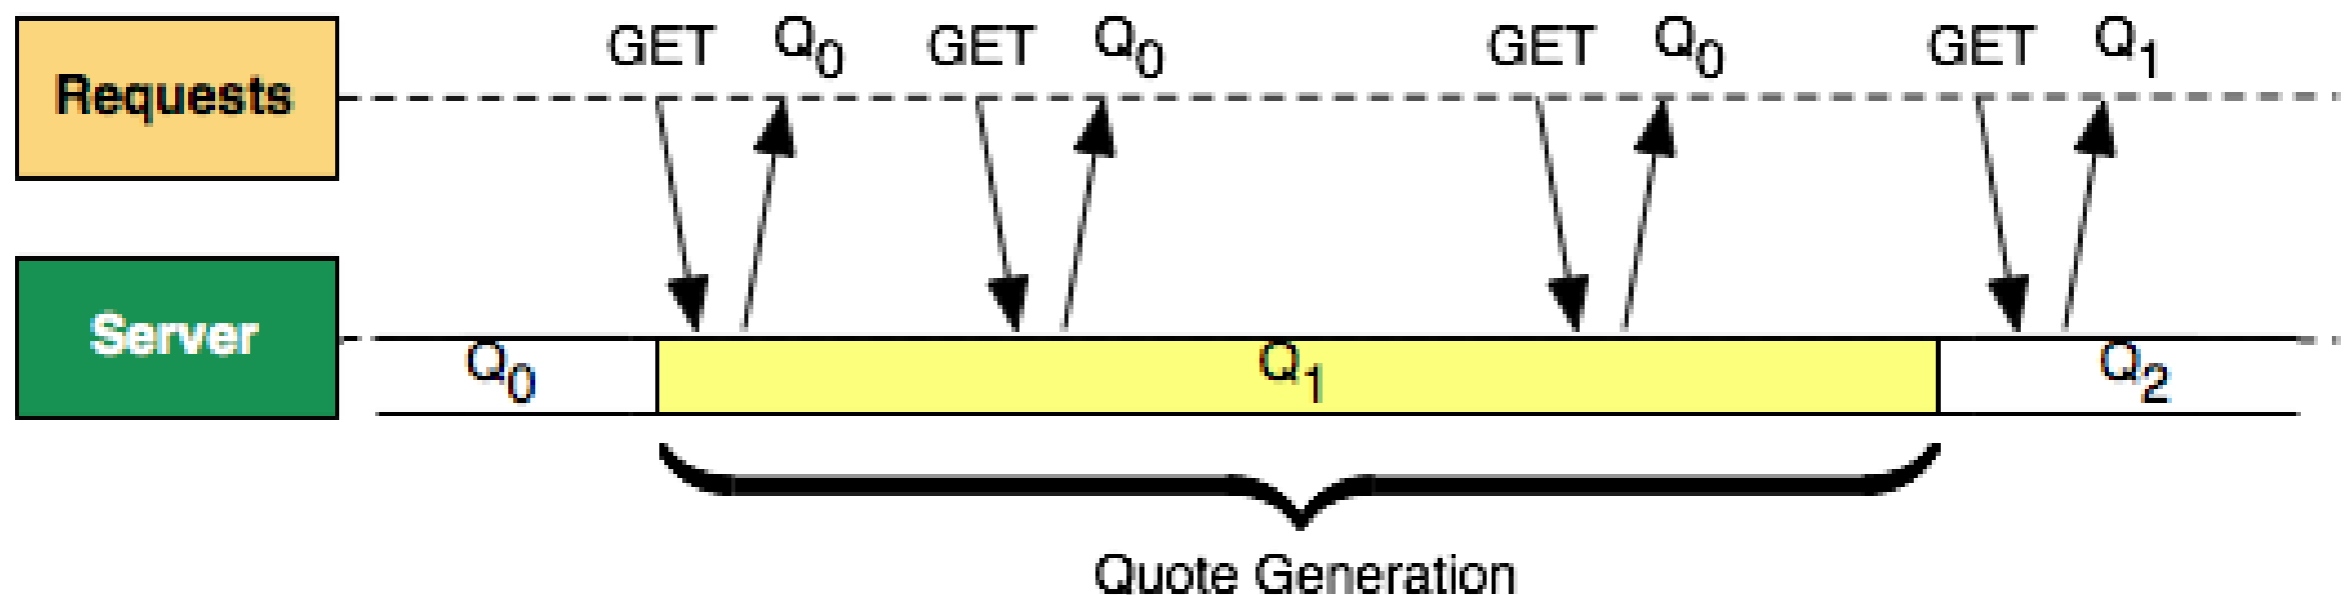 GET Q0 GET Q0 GET Q0 GET Q1
Requests
Server
Q0 Q1 Q2
Quote Generation